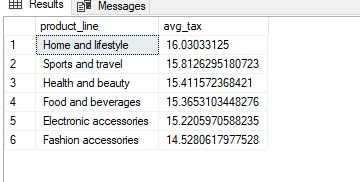 Results Messages
product_line avg_tax
1 Home and lifestyle 16.03033125
2 Sports and travel 15.8126295180723
3 Health and beauty 15.411572368421
4 Food and beverages 15.3653103448276
5 Electronic accessories 15.2205970588235
6 Fashion accessories 14.5280617977528